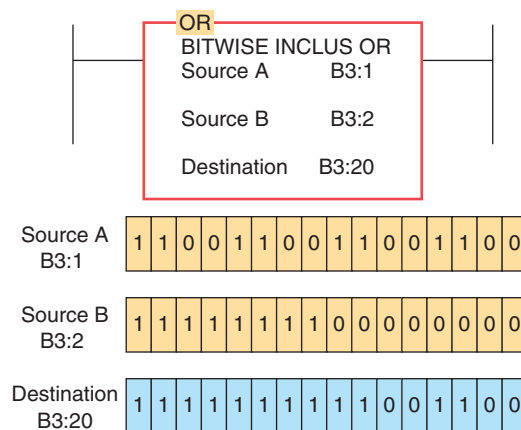 OR
BITWISE INCLUS OR
Source A B3:1
Source B B3:2
Destination B3:20
Source A
B3:1
1 1 0 0 1 1 0 0 1 1 0 0 1 1 0 0
Source B
B3:2
1 1 1 1 1 1 1 1 0 0 0 0 0 0 0 0
Destination
B3:20
1 1 1 1 1 1 1 1 1 1 0 0 1 1 0 0